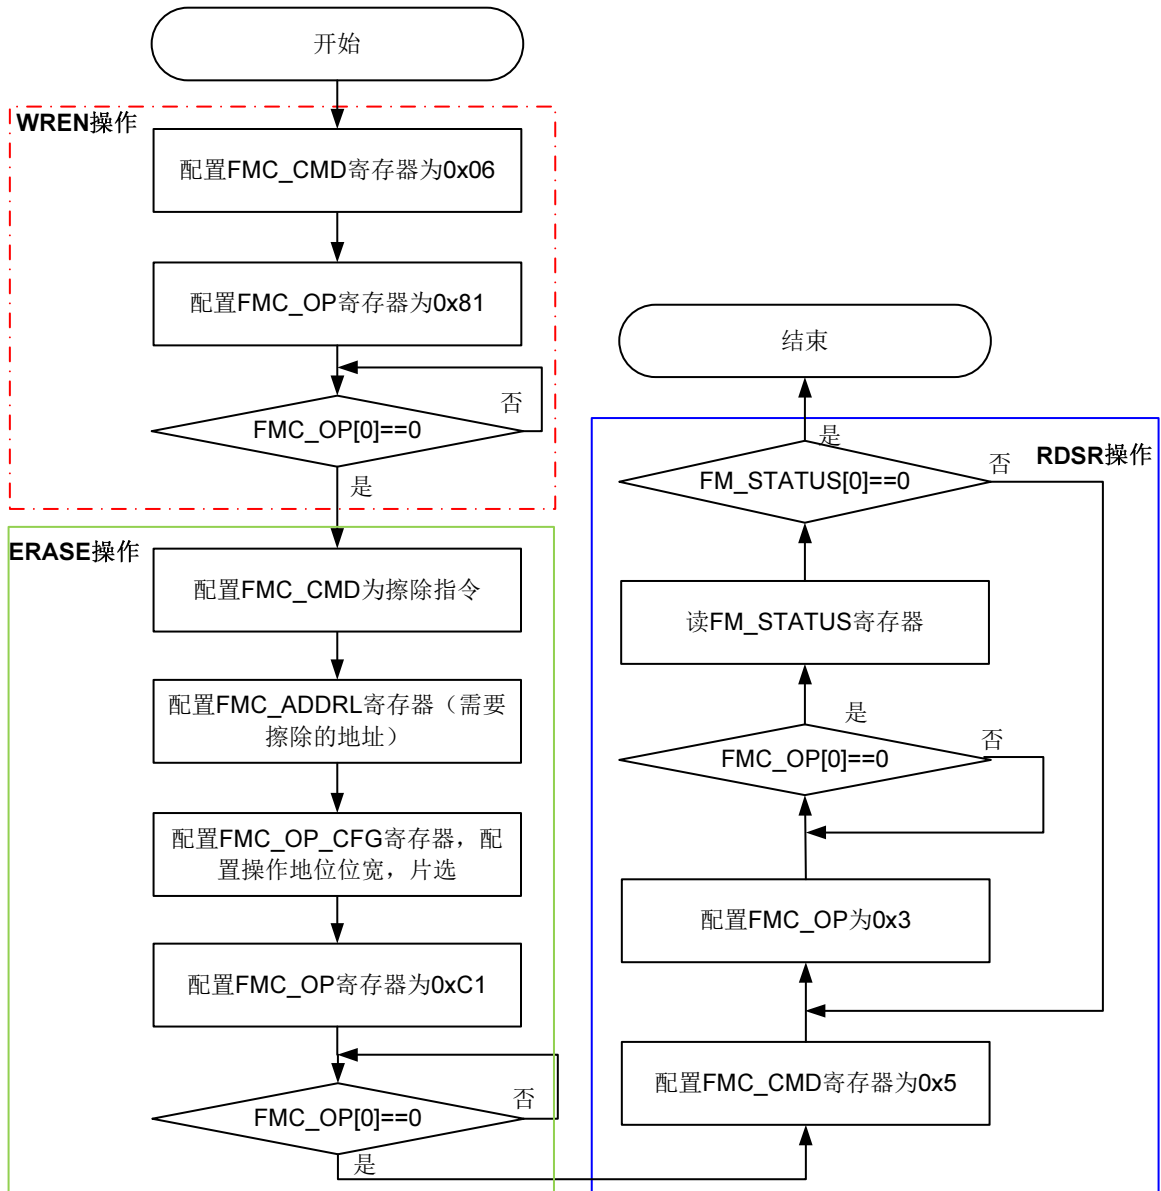 开始
WREN操作
配置FMC_CMD寄存器为0x06
配置FMC_OP寄存器为0x81
否
FMC_OP[0]==0
是
ERASE操作
配置FMC_CMD为擦除指令
配置FMC_ADDRL寄存器（需要
擦除的地址）
配置FMC_OP_CFG寄存器，配
置操作地位位宽，片选
配置FMC_OP寄存器为0xC1
否
FMC_OP[0]==0
是
结束
是
否
RDSR操作
FM_STATUS[0]==0
读FM_STATUS寄存器
是
否
FMC_OP[0]==0
配置FMC_OP为0x3
配置FMC_CMD寄存器为0x5